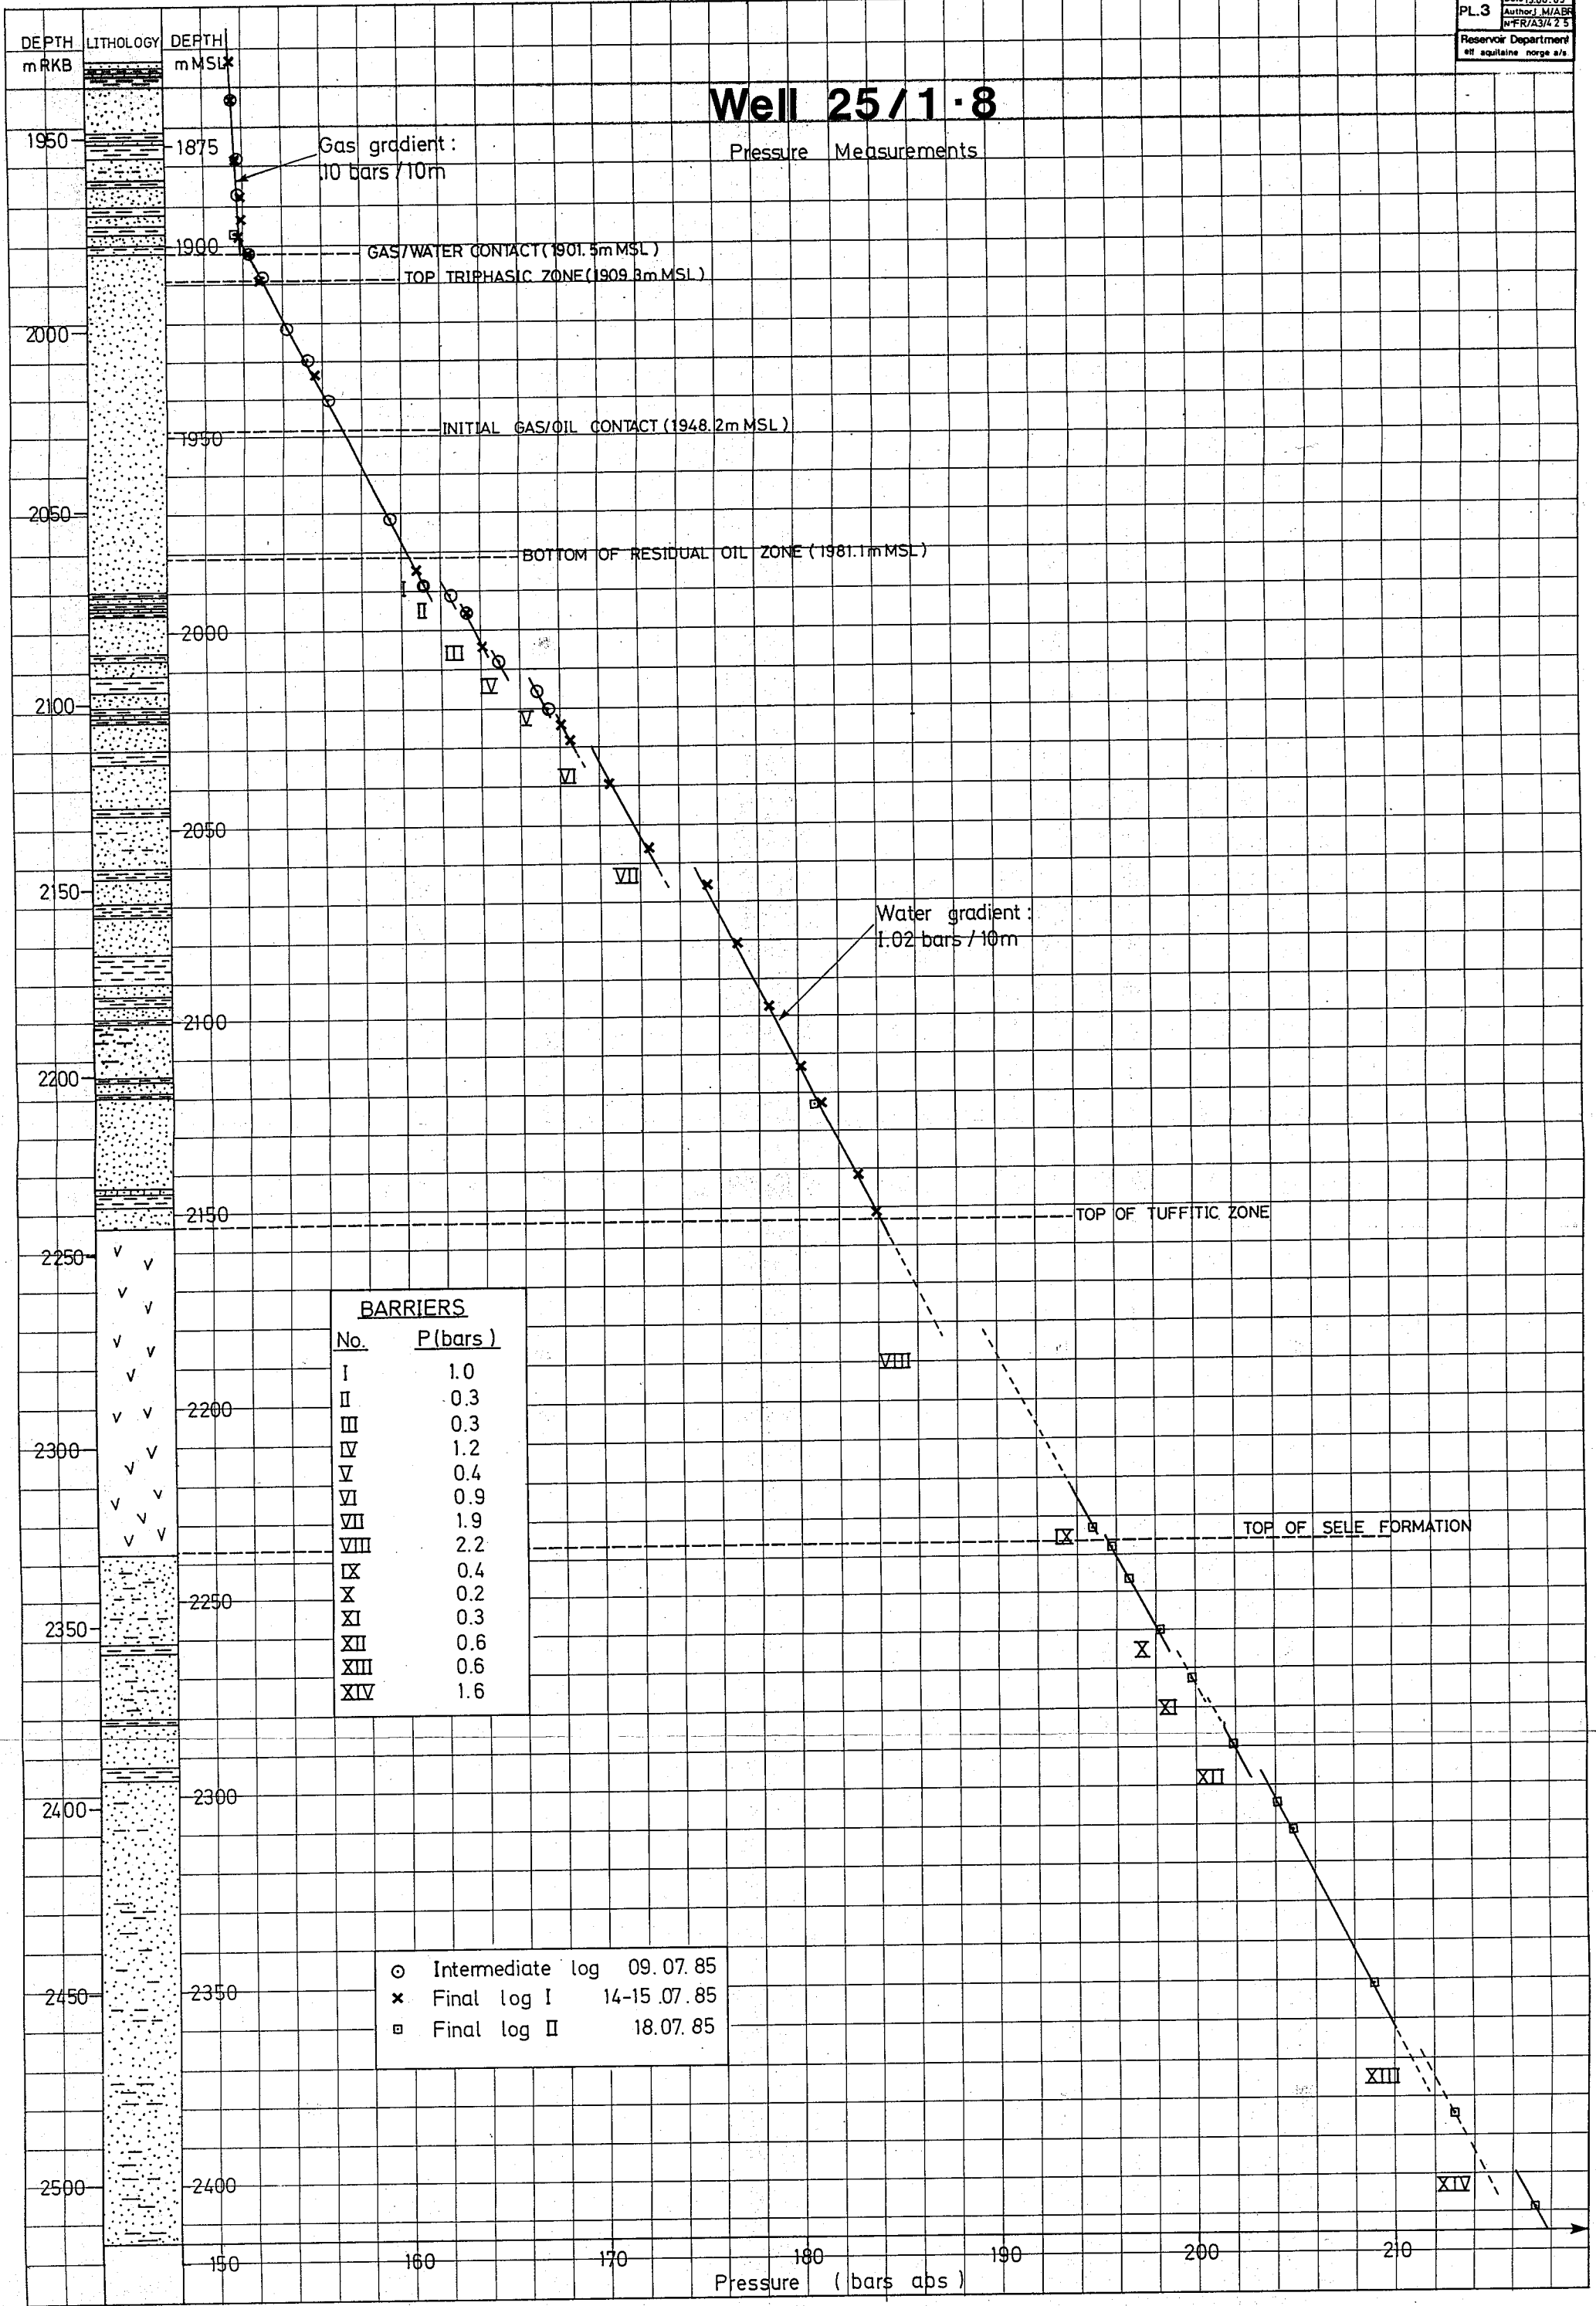 PL.3
Author J.M/ABR
Reservoir Department
elf aquitaine norge a/s
DEPTH mRKB
LITHOLOGY
DEPTH mMSL
Well 25/1·8
Pressure Measurements
Gas gradient :
.10 bars /10m
GAS/WATER CONTACT (1901.5m MSL)
TOP TRIPHASIC ZONE (1909.3m MSL)
INITIAL GAS/OIL CONTACT (1948.2m MSL)
BOTTOM OF RESIDUAL OIL ZONE (1981.1m MSL)
1950
2000
2050
2100
2150
2200
2250
2300
2350
2400
2450
2500
1875
1900
1950
2000
2050
2100
2150
2200
2250
2300
2350
2400
I
II
III
IV
V
VI
VII
Water gradient :
1.02 bars /10m
TOP OF TUFFITIC ZONE
VIII
TOP OF SELE FORMATION
IX
X
XI
XII
XIII
XIV
BARRIERS
No. P(bars)
I 1.0
II 0.3
III 0.3
IV 1.2
V 0.4
VI 0.9
VII 1.9
VIII 2.2
IX 0.4
X 0.2
XI 0.3
XII 0.6
XIII 0.6
XIV 1.6
Intermediate log 09.07.85
Final log I 14-15.07.85
Final log II 18.07.85
150 160 170 180 190 200 210
Pressure (bars abs)